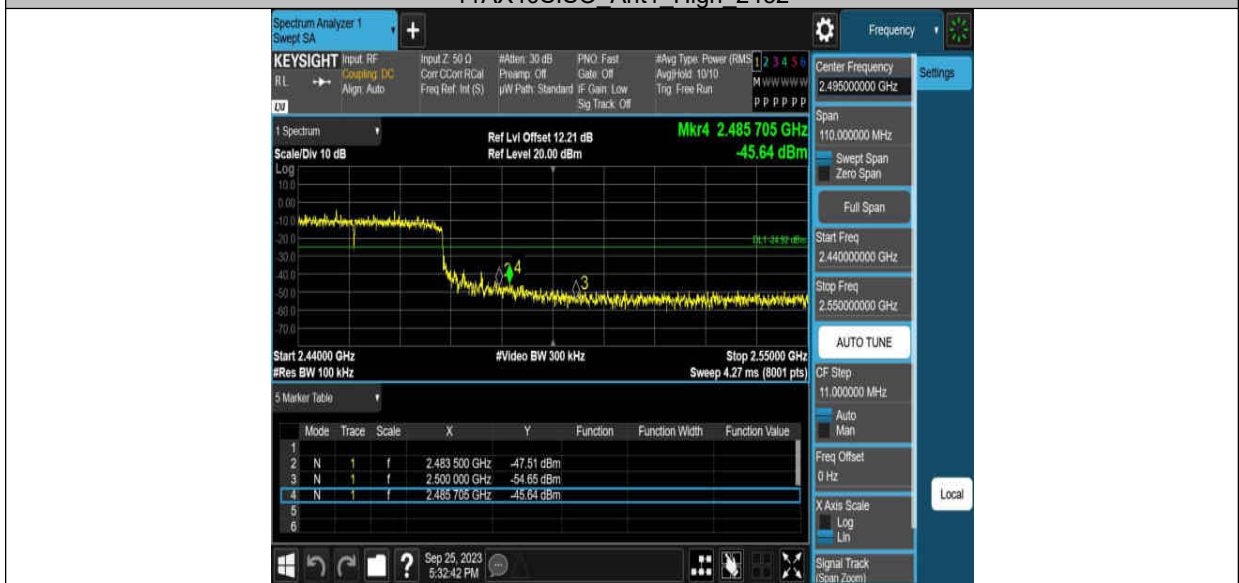 Spectrum Analyzer 1
Swept SA
+
Frequency
KEYSIGHT
RL
LXI
Input: RF
Coupling: DC
Align: Auto
Input Z: 50 Ω
Corr CCorr RCal
Freq Ref: Int (S)
#Atten: 30 dB
Preamp: Off
µW Path: Standard
PNO: Fast
Gate: Off
IF Gain: Low
Sig Track: Off
#Avg Type: Power (RMS
Avg|Hold: 10/10
Trig: Free Run
1 2 3 4 5 6
M W W W W W
P P P P P P
1 Spectrum
Scale/Div 10 dB
Ref Lvl Offset 12.21 dB
Ref Level 20.00 dBm
Mkr4 2.485 705 GHz
-45.64 dBm
Log
10.0
0.00
-10.0
-20.0
-30.0
-40.0
-50.0
-60.0
-70.0
DL1 -24.92 dBm
4
3
Start 2.44000 GHz
#Video BW 300 kHz
Stop 2.55000 GHz
#Res BW 100 kHz
Sweep 4.27 ms (8001 pts)
5 Marker Table
Mode Trace Scale X Y Function Function Width Function Value
1
2 N 1 f 2.483 500 GHz -47.51 dBm
3 N 1 f 2.500 000 GHz -54.65 dBm
4 N 1 f 2.485 705 GHz -45.64 dBm
5
6
?
Sep 25, 2023
5:32:42 PM
Center Frequency
2.495000000 GHz
Settings
Span
110.000000 MHz
Swept Span
Zero Span
Full Span
Start Freq
2.440000000 GHz
Stop Freq
2.550000000 GHz
AUTO TUNE
CF Step
11.000000 MHz
Auto
Man
Freq Offset
0 Hz
Local
X Axis Scale
Log
Lin
Signal Track
(Span Zoom)